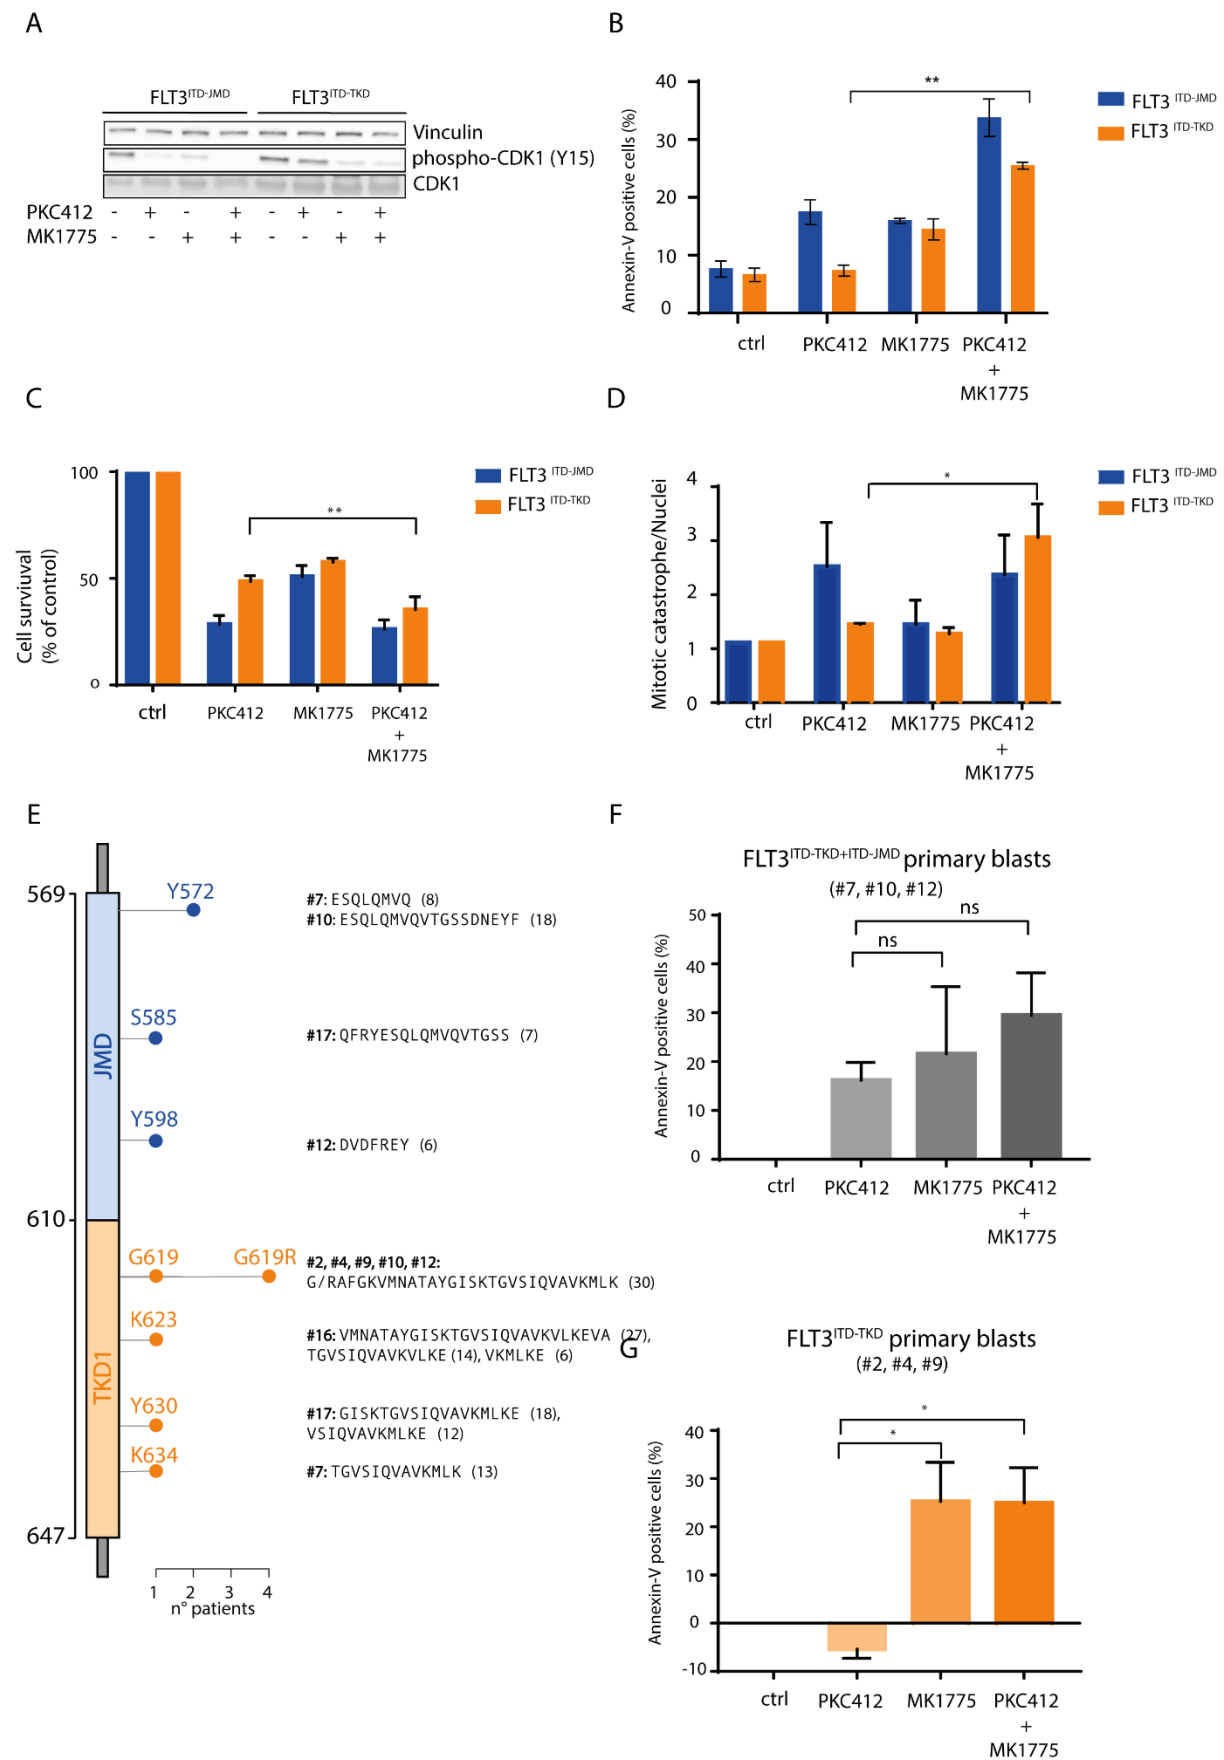 A
FLT3ITD-JMD FLT3ITD-TKD
Vinculin
phospho-CDK1 (Y15)
CDK1
PKC412 - + - + - + - +
MK1775 - - + + - - + +
B
Annexin-V positive cells (%)
40
30
20
10
0
**
FLT3 ITD-JMD
FLT3 ITD-TKD
ctrl PKC412 MK1775 PKC412
+
MK1775
C
Cell surviuval
(% of control)
100
50
0
**
FLT3 ITD-JMD
FLT3 ITD-TKD
ctrl PKC412 MK1775 PKC412
+
MK1775
D
Mitotic catastrophe/Nuclei
4
3
2
1
0
*
FLT3 ITD-JMD
FLT3 ITD-TKD
ctrl PKC412 MK1775 PKC412
+
MK1775
E
569
610
647
JMD
TKD1
Y572
#7: ESQLQMVQ (8)
#10: ESQLQMVQVTGSSDNEYF (18)
S585
#17: QFRYESQLQMVQVTGSS (7)
Y598
#12: DVDFREY (6)
G619 G619R
#2, #4, #9, #10, #12:
G/RAFGKVMNATAYGISKTGVSIQVAVKMLK (30)
K623
#16: VMNATAYGISKTGVSIQVAVKVLKEVA (27),
TGVSIQVAVKVLKE (14), VKMLKE (6)
Y630
#17: GISKTGVSIQVAVKMLKE (18),
VSIQVAVKMLKE (12)
K634
#7: TGVSIQVAVKMLK (13)
1 2 3 4
n° patients
F
FLT3ITD-TKD+ITD-JMD primary blasts
(#7, #10, #12)
Annexin-V positive cells (%)
50
40
30
20
10
0
ns
ns
ctrl PKC412 MK1775 PKC412
+
MK1775
G
FLT3ITD-TKD primary blasts
(#2, #4, #9)
Annexin-V positive cells (%)
40
30
20
10
0
-10
*
*
ctrl PKC412 MK1775 PKC412
+
MK1775